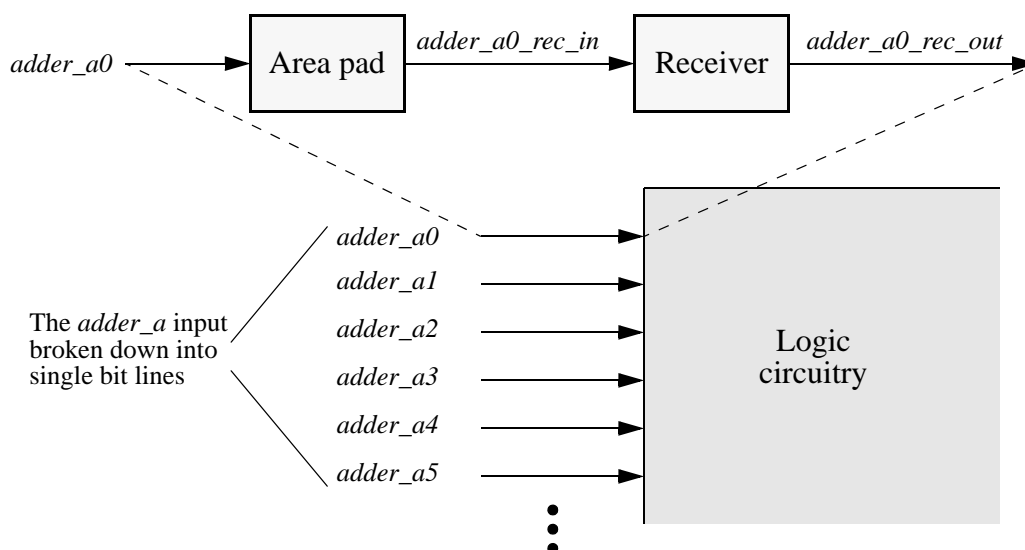 adder_a0
Area pad
adder_a0_rec_in
Receiver
adder_a0_rec_out
adder_a0
adder_a1
adder_a2
adder_a3
adder_a4
adder_a5
The adder_a input
broken down into
single bit lines
Logic
circuitry